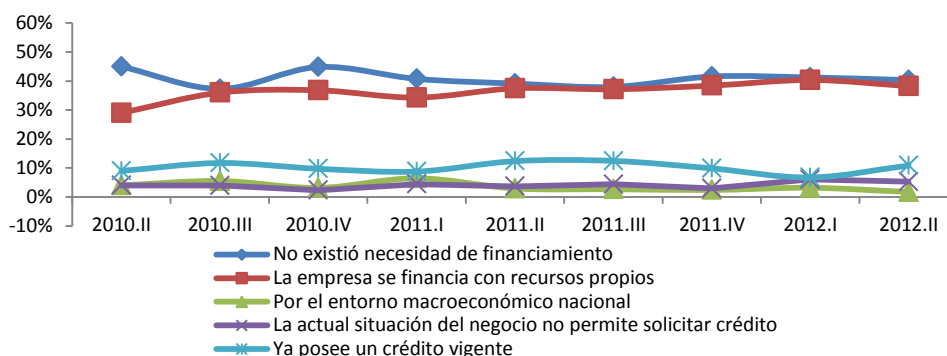 60%
50%
40%
30%
20%
10%
0%
-10%
2010.II 2010.III 2010.IV 2011.I 2011.II 2011.III 2011.IV 2012.I 2012.II
No existió necesidad de financiamiento
La empresa se financia con recursos propios
Por el entorno macroeconómico nacional
La actual situación del negocio no permite solicitar crédito
Ya posee un crédito vigente